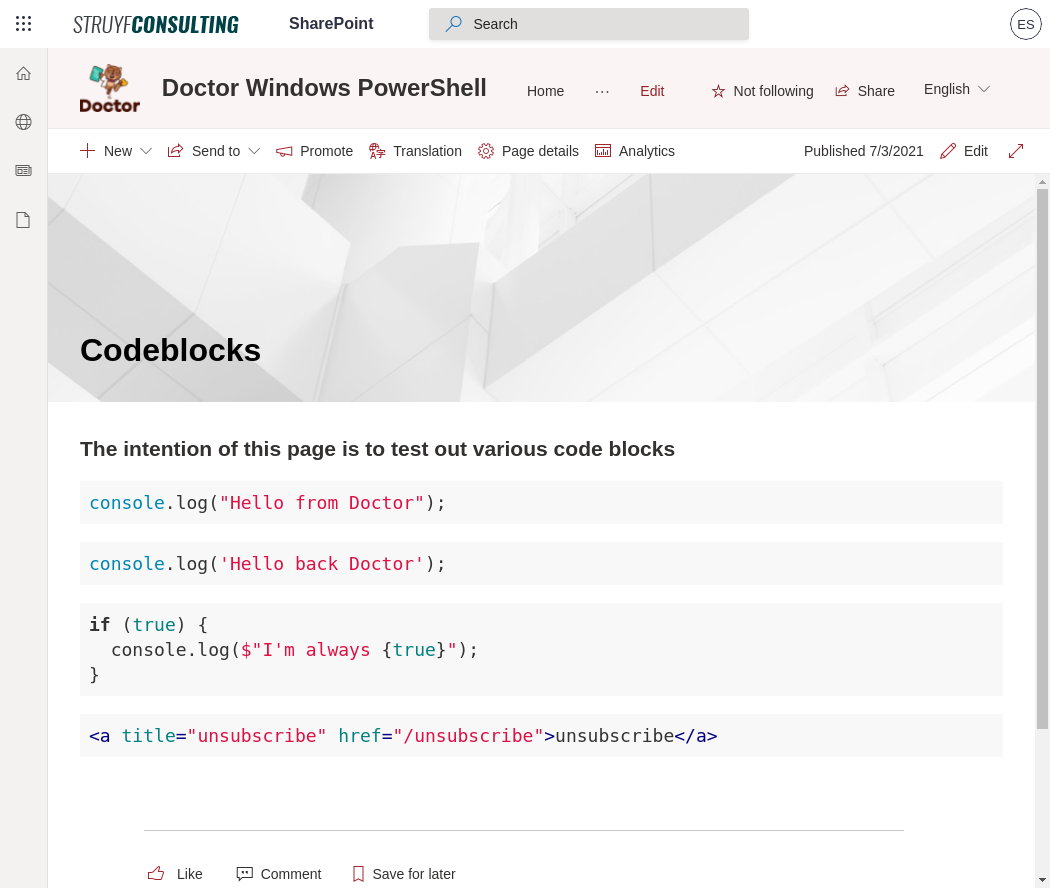 STRUYFCONSULTING SharePoint Search ES
Doctor Doctor Windows PowerShell Home ··· Edit Not following Share English
New Send to Promote Translation Page details Analytics Published 7/3/2021 Edit
Codeblocks
The intention of this page is to test out various code blocks
console.log("Hello from Doctor");
console.log('Hello back Doctor');
if (true) {
  console.log($"I'm always {true}");
}
<a title="unsubscribe" href="/unsubscribe">unsubscribe</a>
Like Comment Save for later